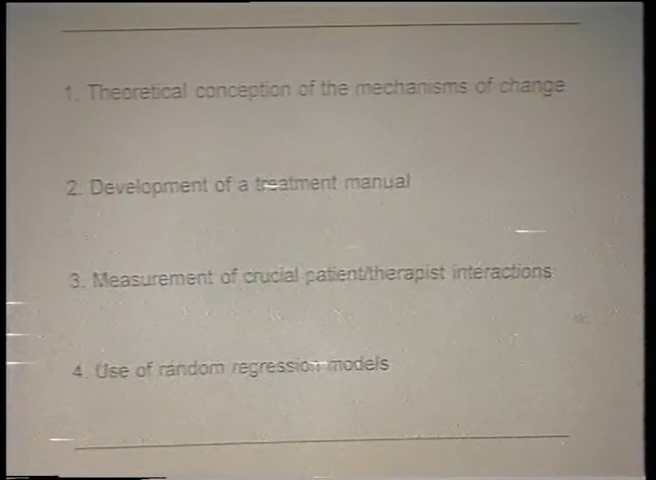 1. Theoretical conception of the mechanisms of change
2. Development of a treatment manual
3. Measurement of crucial patient/therapist interactions
4. Use of random regression models